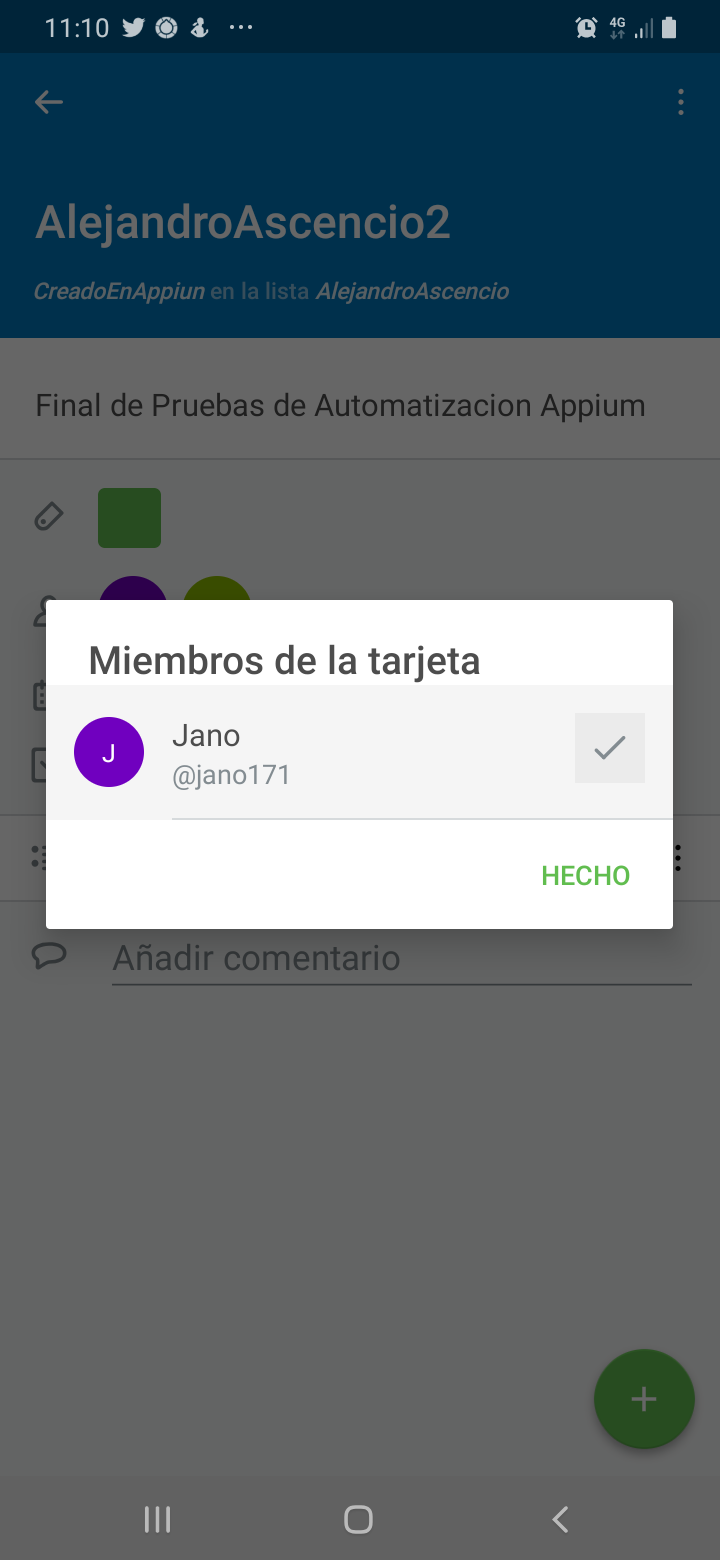 11:10
4G
AlejandroAscencio2
CreadoEnAppiun en la lista AlejandroAscencio
Final de Pruebas de Automatizacion Appium
Miembros de la tarjeta
J
Jano
@jano171
HECHO
Añadir comentario